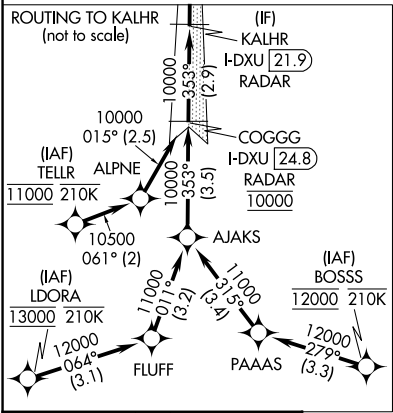 ROUTING TO KALHR
(not to scale)
(IF)
KALHR
I-DXU 21.9
RADAR
10000
353°
(2.9)
10000
015° (2.5)
COGGG
I-DXU 24.8
RADAR
10000
(IAF)
TELLR
11000 210K
ALPNE
10500
061° (2)
10000
353°
(3.5)
AJAKS
(IAF)
LDORA
13000 210K
12000
064°
(3.1)
FLUFF
11000
011°
(3.2)
11000
315°
(3.4)
PAAAS
(IAF)
BOSSS
12000 210K
12000
279°
(3.3)